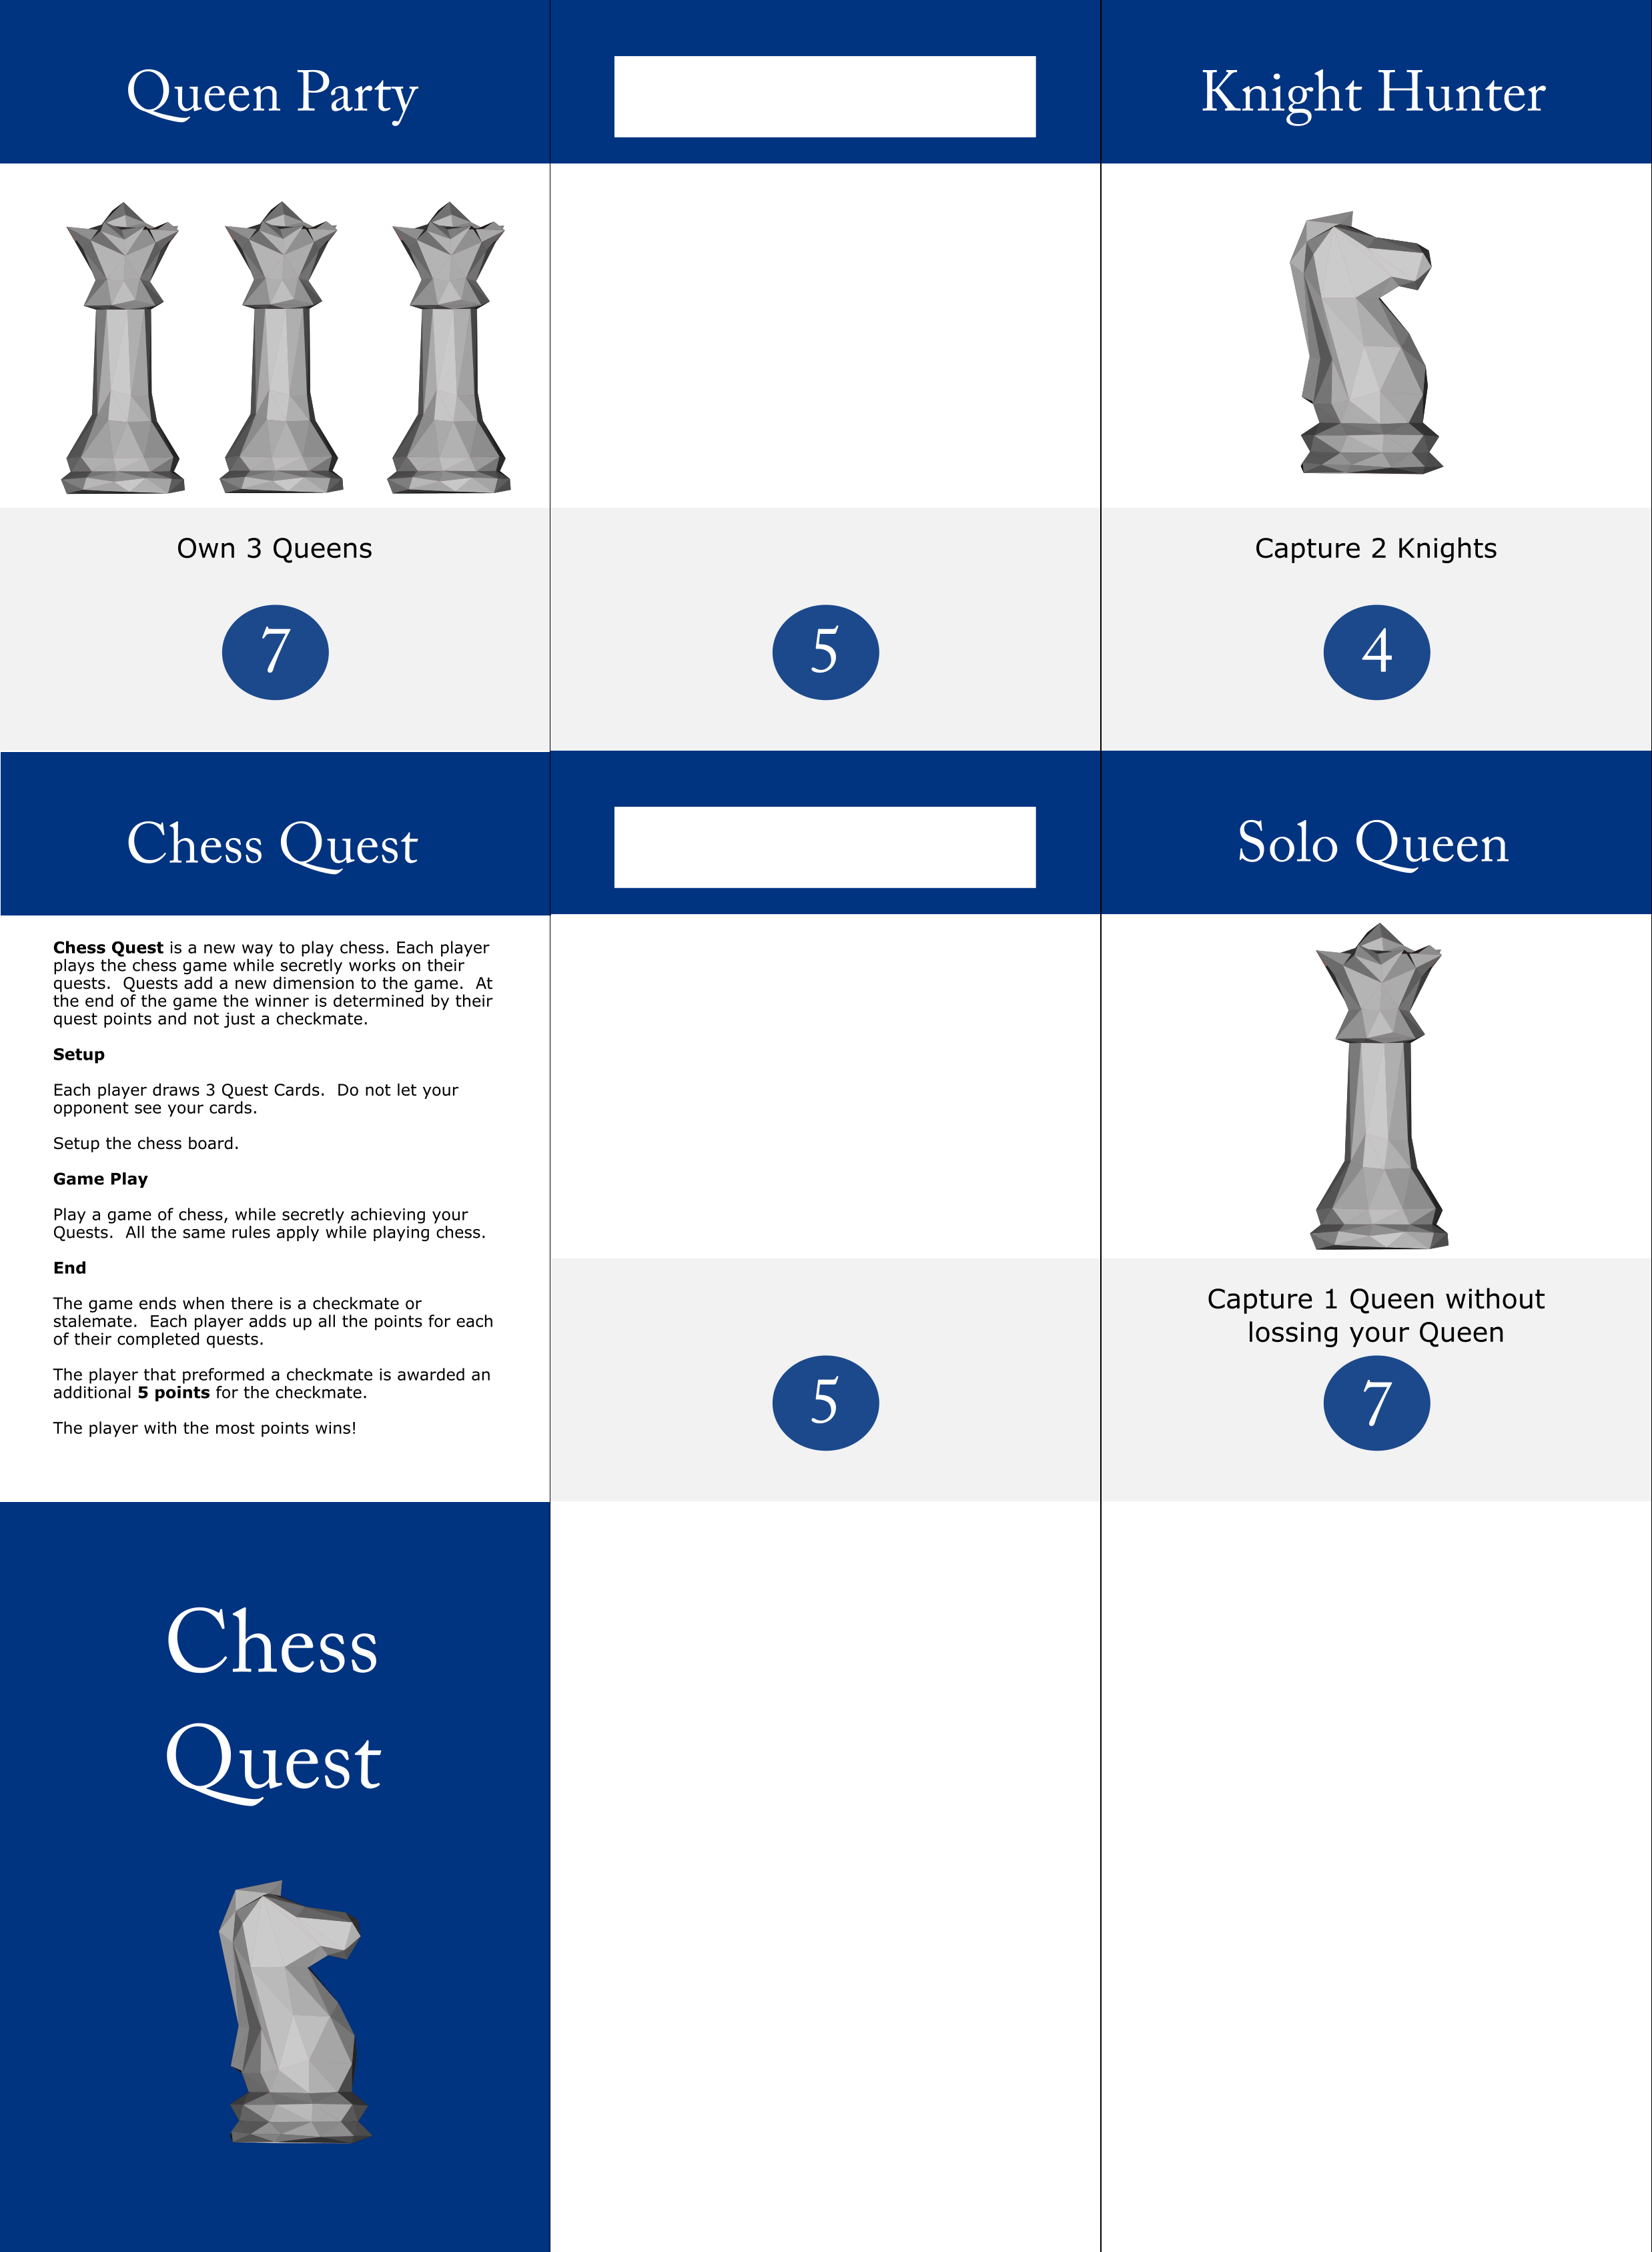 Queen Party
Knight Hunter
Own 3 Queens
Capture 2 Knights
7
5
4
Chess Quest
Solo Queen
Chess Quest is a new way to play chess. Each player
plays the chess game while secretly works on their
quests.  Quests add a new dimension to the game.  At
the end of the game the winner is determined by their
quest points and not just a checkmate.
Setup
Each player draws 3 Quest Cards.  Do not let your
opponent see your cards.
Setup the chess board.
Game Play
Play a game of chess, while secretly achieving your
Quests.  All the same rules apply while playing chess.
End
The game ends when there is a checkmate or
stalemate.  Each player adds up all the points for each
of their completed quests.
The player that preformed a checkmate is awarded an
additional 5 points for the checkmate.
The player with the most points wins!
5
Capture 1 Queen without
lossing your Queen
7
Chess
Quest